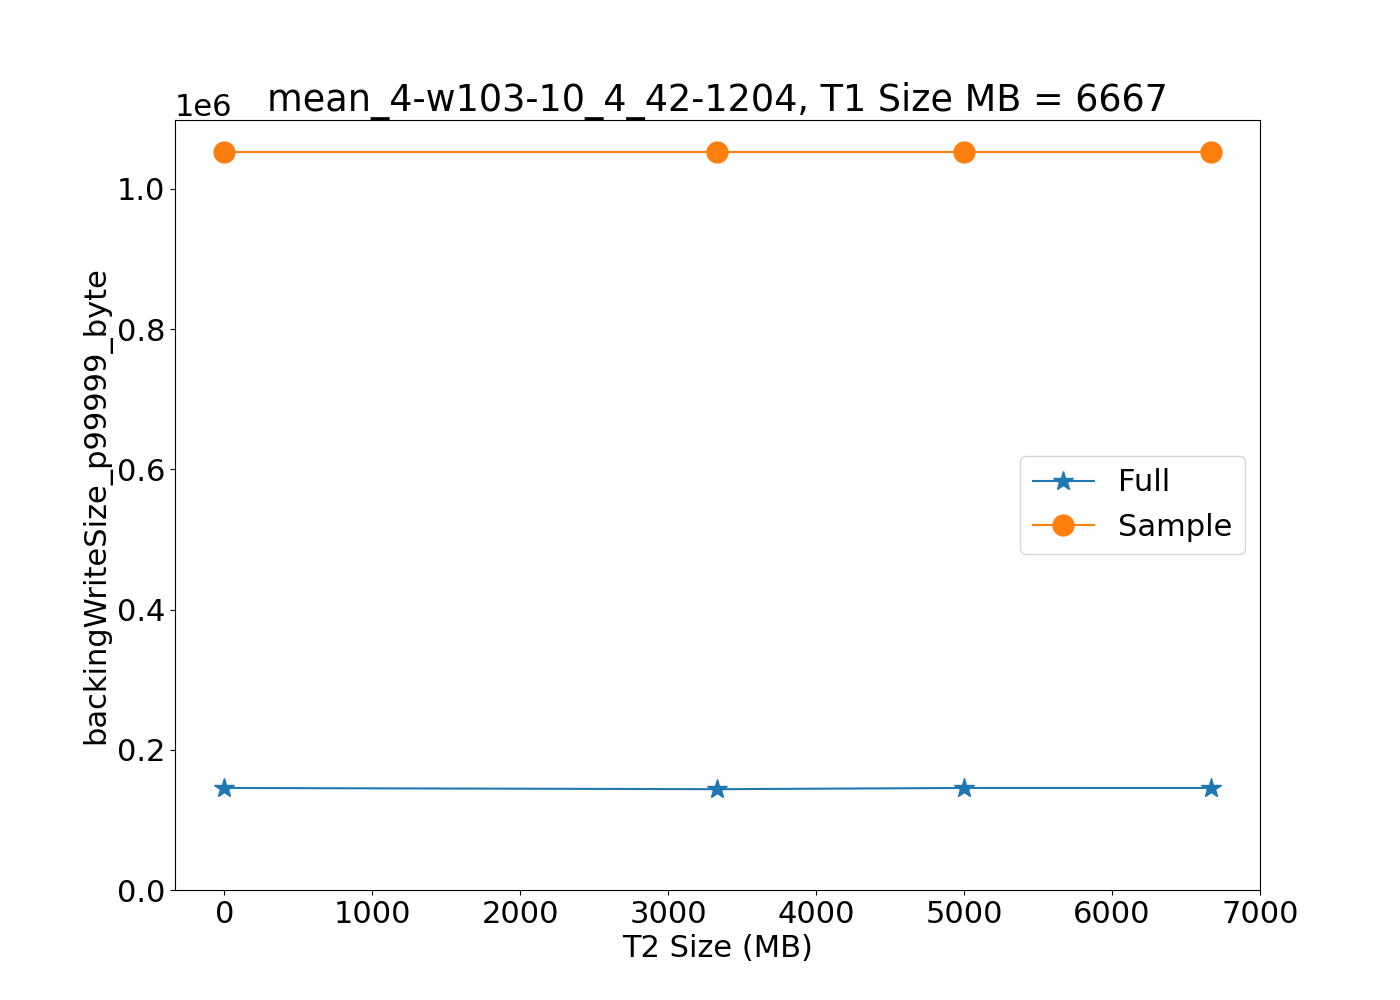 mean_4-w103-10_4_42-1204, T1 Size MB = 6667
1e6
1.0
0.8
0.6
0.4
0.2
0.0
backingWriteSize_p99999_byte
Full
Sample
0 1000 2000 3000 4000 5000 6000 7000
T2 Size (MB)